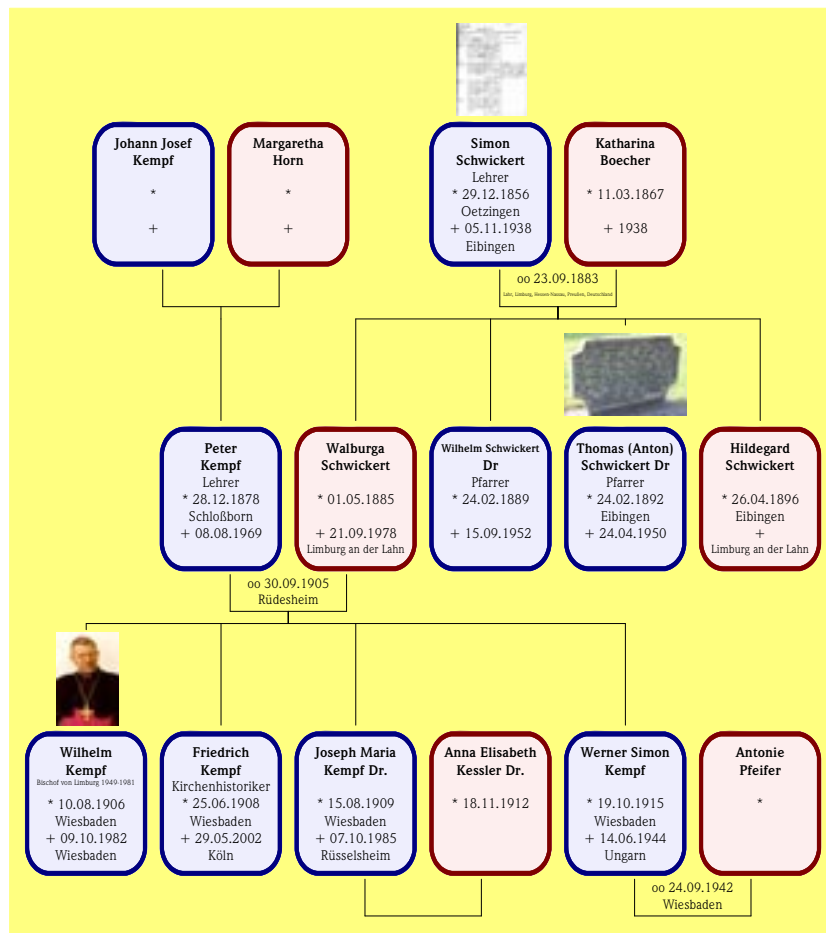 Johann Josef
Kempf
*
+
Margaretha
Horn
*
+
Simon
Schwickert
Lehrer
* 29.12.1856
Oetzingen
+ 05.11.1938
Eibingen
Katharina
Boecher
* 11.03.1867
+ 1938
oo 23.09.1883
Lahr, Limburg, Hessen-Nassau, Preußen, Deutschland
Peter
Kempf
Lehrer
* 28.12.1878
Schloßborn
+ 08.08.1969
Walburga
Schwickert
* 01.05.1885
+ 21.09.1978
Limburg an der Lahn
Wilhelm Schwickert
Dr
Pfarrer
* 24.02.1889
+ 15.09.1952
Thomas (Anton)
Schwickert Dr
Pfarrer
* 24.02.1892
Eibingen
+ 24.04.1950
Hildegard
Schwickert
* 26.04.1896
Eibingen
+
Limburg an der Lahn
oo 30.09.1905
Rüdesheim
Wilhelm
Kempf
Bischof von Limburg 1949-1981
* 10.08.1906
Wiesbaden
+ 09.10.1982
Wiesbaden
Friedrich
Kempf
Kirchenhistoriker
* 25.06.1908
Wiesbaden
+ 29.05.2002
Köln
Joseph Maria
Kempf Dr.
* 15.08.1909
Wiesbaden
+ 07.10.1985
Rüsselsheim
Anna Elisabeth
Kessler Dr.
* 18.11.1912
Werner Simon
Kempf
* 19.10.1915
Wiesbaden
+ 14.06.1944
Ungarn
Antonie
Pfeifer
*
oo 24.09.1942
Wiesbaden